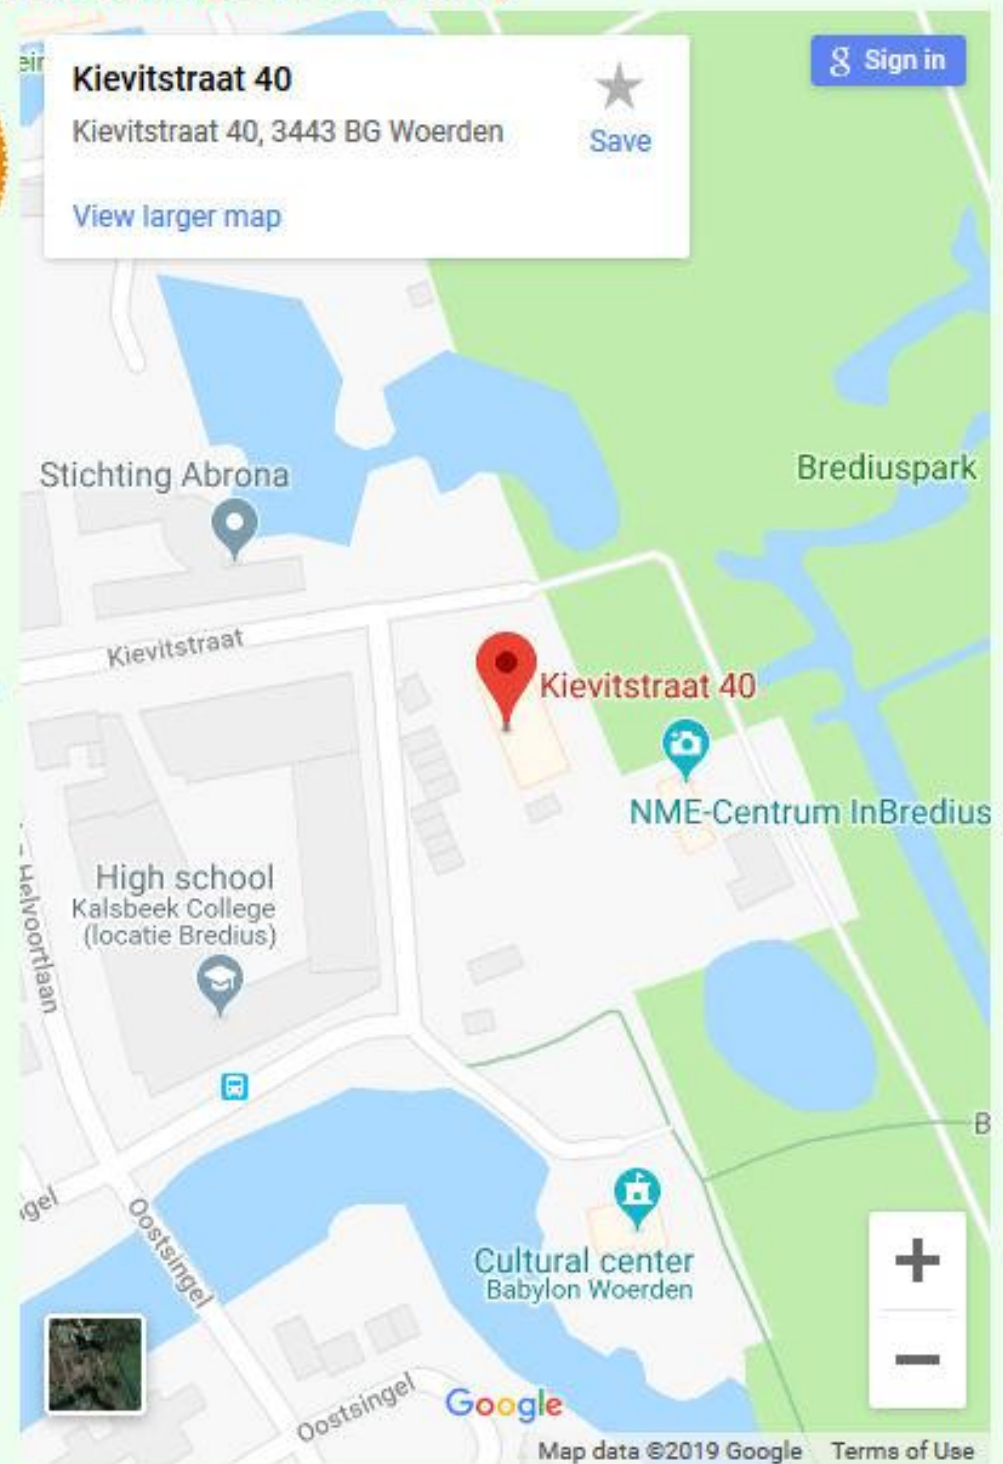 Kievitstraat 40
Kievitstraat 40, 3443 BG Woerden
View larger map
Save
Sign in
Stichting Abrona
Brediuspark
Kievitstraat
Kievitstraat 40
NME-Centrum InBredius
High school
Kalsbeek College
(locatie Bredius)
Helvoortlaan
B
Oostsingel
Cultural center
Babylon Woerden
Oostsingel
Google
Map data ©2019 Google
Terms of Use